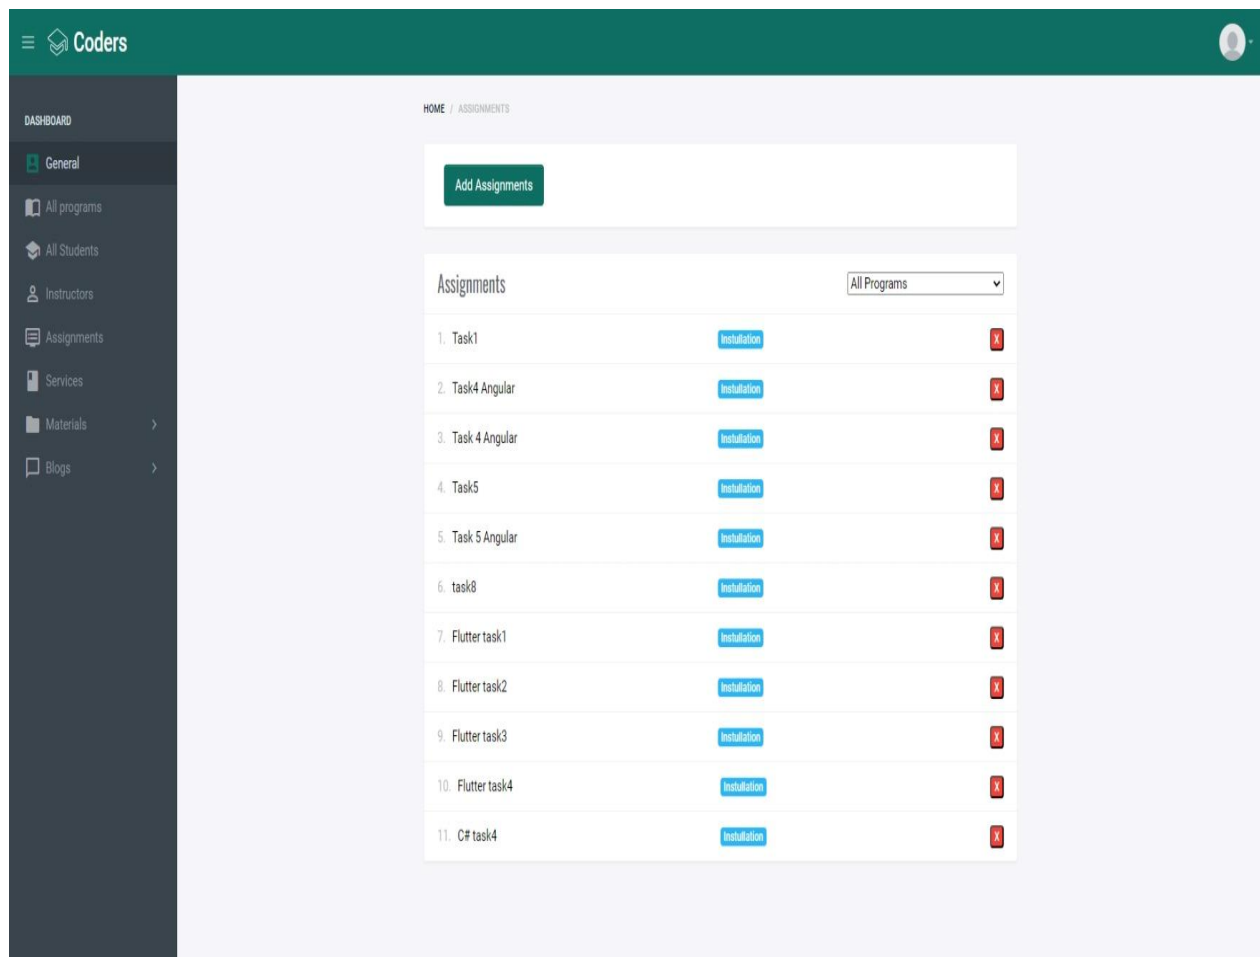 Coders
DASHBOARD
General
All programs
All Students
Instructors
Assignments
Services
Materials
Blogs
HOME / ASSIGNMENTS
Add Assignments
Assignments All Programs
1. Task1 Instullation X
2. Task4 Angular Instullation X
3. Task 4 Angular Instullation X
4. Task5 Instullation X
5. Task 5 Angular Instullation X
6. task8 Instullation X
7. Flutter task1 Instullation X
8. Flutter task2 Instullation X
9. Flutter task3 Instullation X
10. Flutter task4 Instullation X
11. C# task4 Instullation X